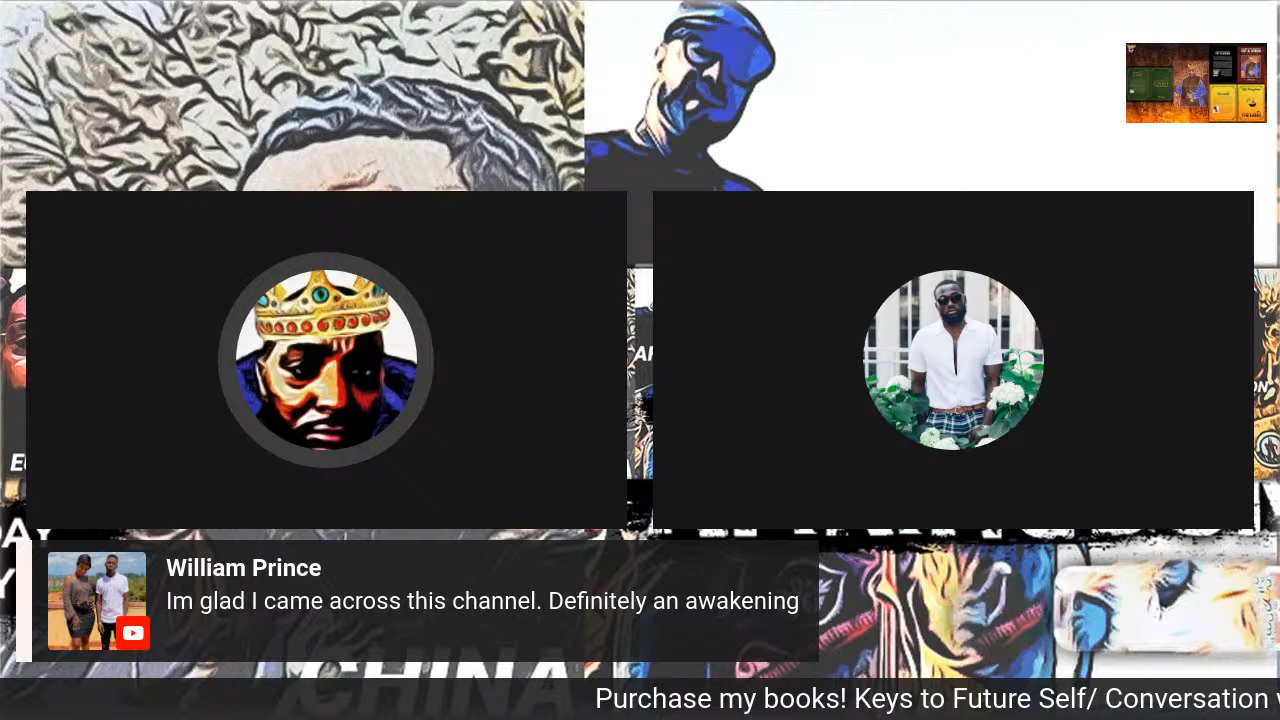 William Prince
Im glad I came across this channel. Definitely an awakening
CHINA
Purchase my books! Keys to Future Self/ Conversation